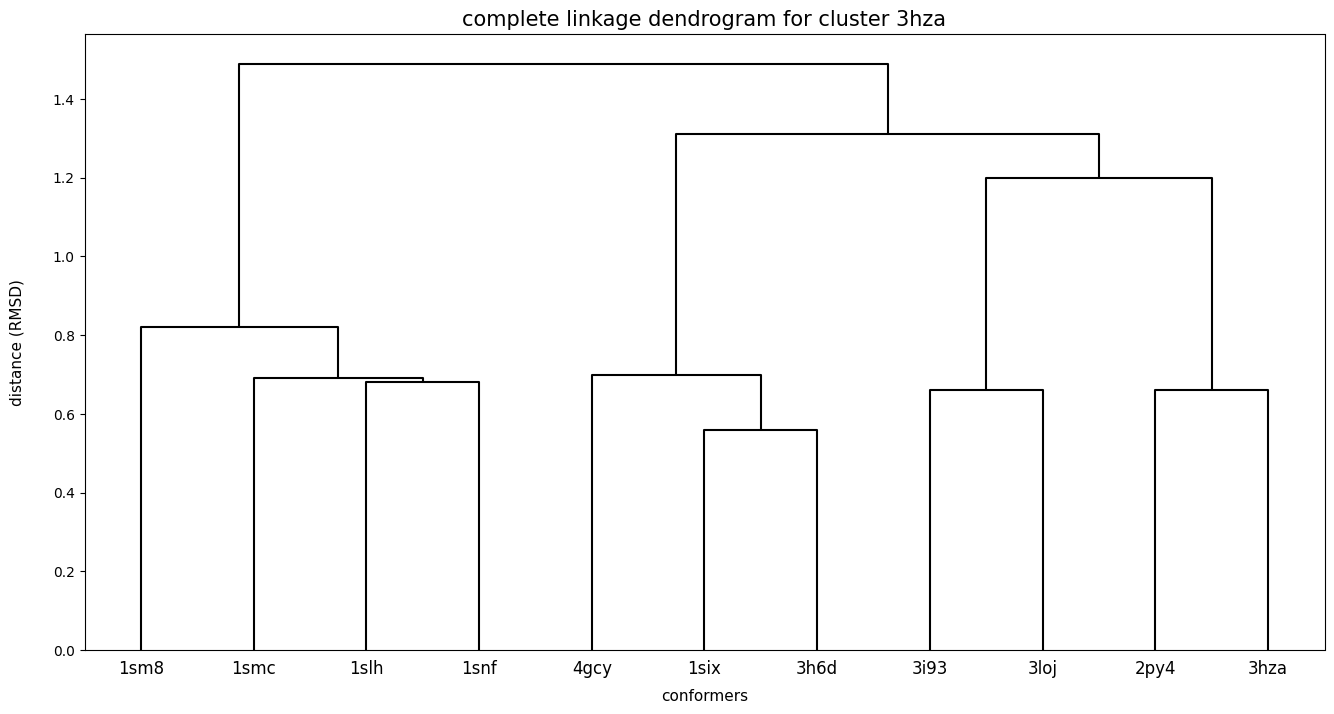 complete linkage dendrogram for cluster 3hza
distance (RMSD)
1.4
1.2
1.0
0.8
0.6
0.4
0.2
0.0
1sm8 1smc 1slh 1snf 4gcy 1six 3h6d 3i93 3loj 2py4 3hza
conformers